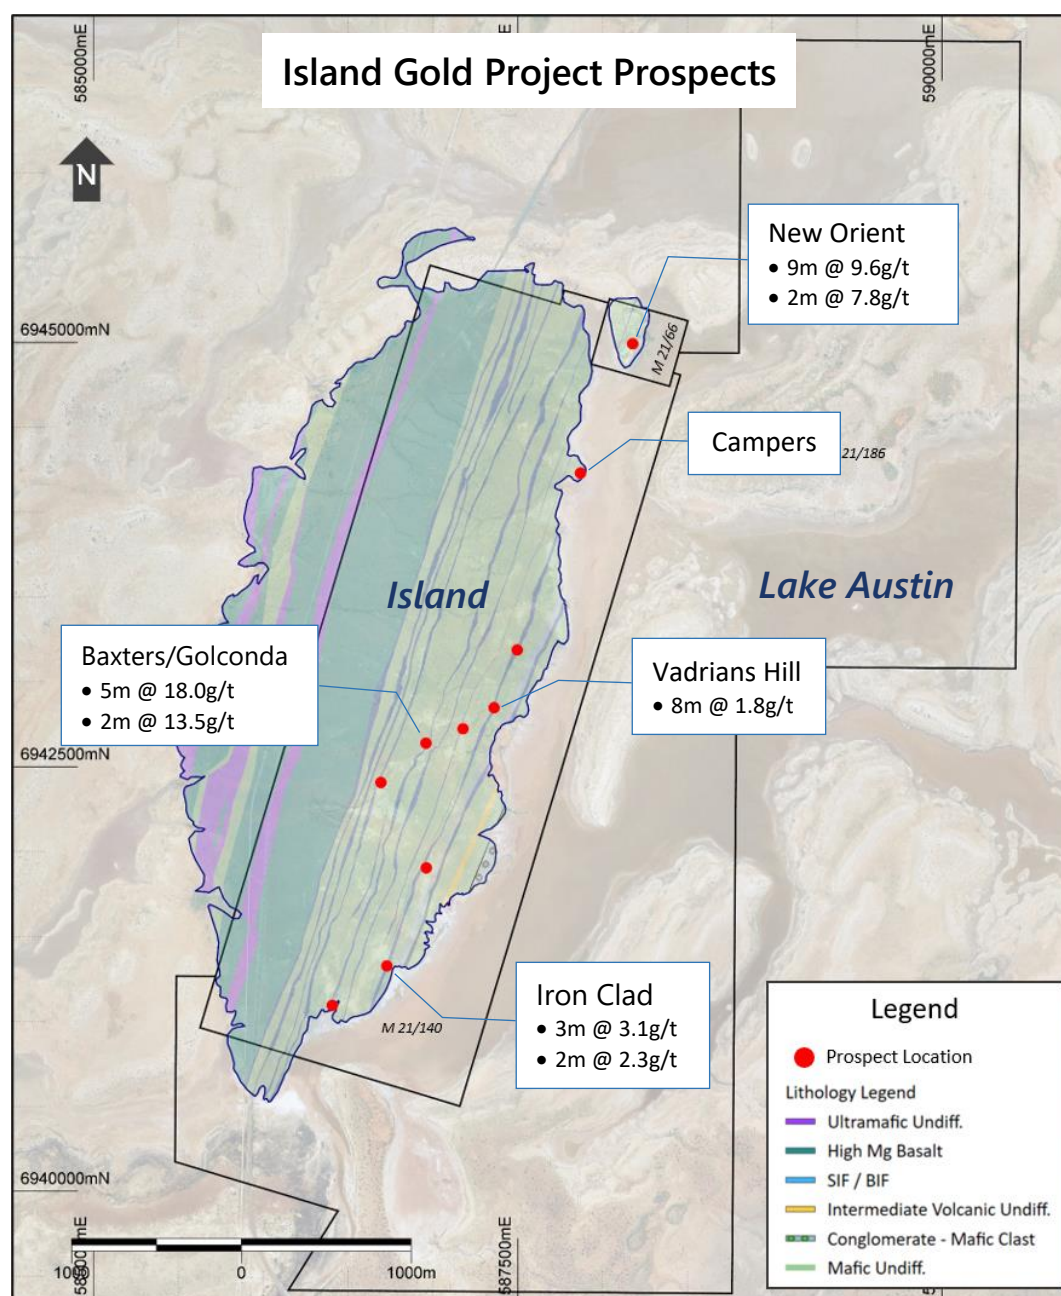 Island Gold Project Prospects
585000mE
590000mE
N
New Orient
• 9m @ 9.6g/t
• 2m @ 7.8g/t
6945000mN
M 21/66
Campers
21/186
Island
Lake Austin
Baxters/Golconda
• 5m @ 18.0g/t
• 2m @ 13.5g/t
Vadrians Hill
• 8m @ 1.8g/t
6942500mN
Iron Clad
• 3m @ 3.1g/t
• 2m @ 2.3g/t
M 21/140
Legend
Prospect Location
Lithology Legend
Ultramafic Undiff.
High Mg Basalt
SIF / BIF
Intermediate Volcanic Undiff.
Conglomerate - Mafic Clast
Mafic Undiff.
6940000mN
587500mE
0
1000m